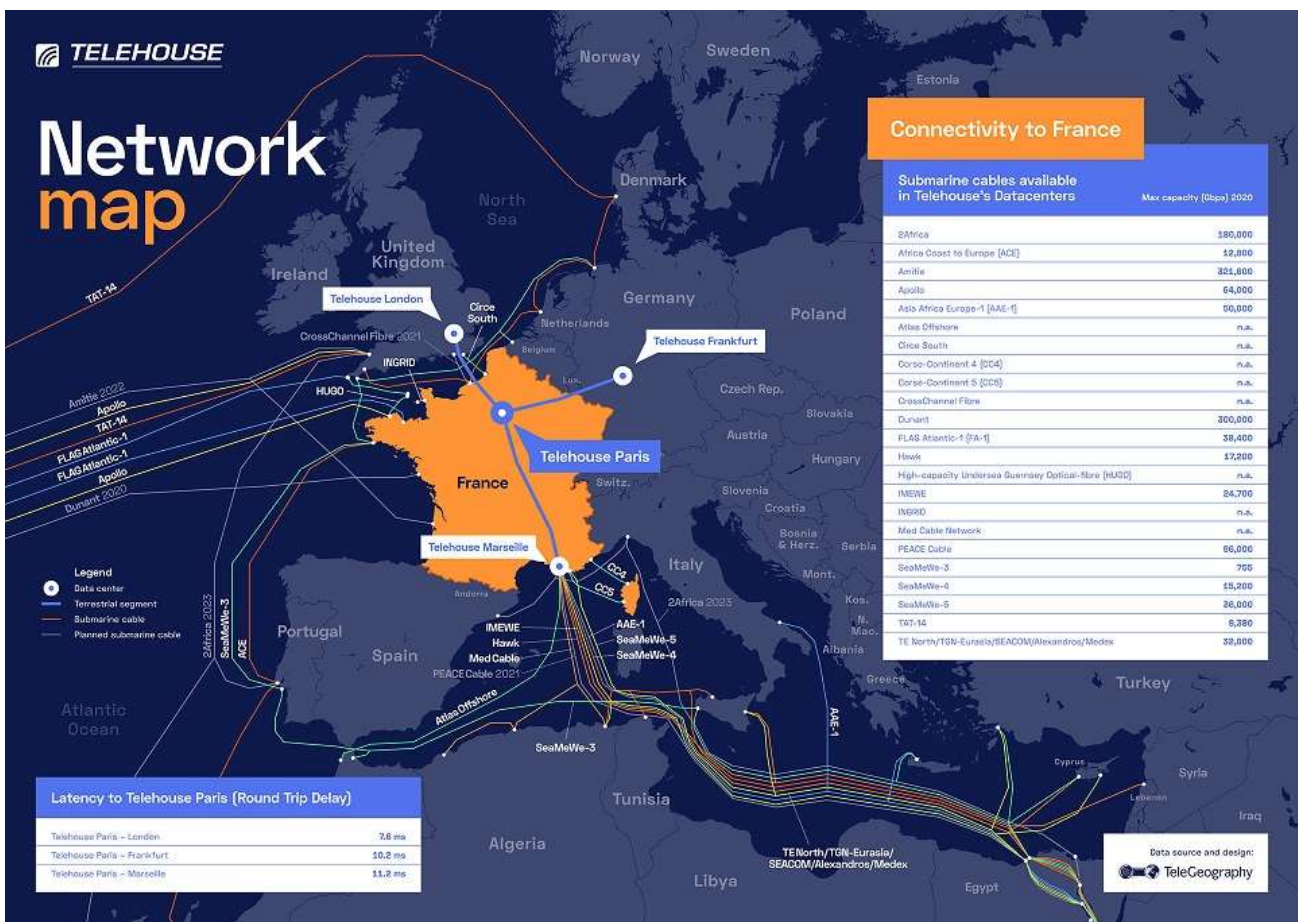 TELEHOUSE
Network
map
Norway
Sweden
Estonia
Denmark
North
Sea
United
Kingdom
Ireland
Germany
Poland
Netherlands
Belgium
Lux.
Czech Rep.
Slovakia
Austria
Hungary
Switz.
Slovenia
Croatia
Bosnia
& Herz.
Serbia
Mont.
Kos.
N.
Mac.
Albania
Italy
Greece
Turkey
Cyprus
Syria
Lebanon
Iraq
Egypt
Libya
Tunisia
Algeria
Spain
Portugal
Andorra
Atlantic
Ocean
France
Telehouse London
Telehouse Frankfurt
Telehouse Paris
Telehouse Marseille
TAT-14
Circe
South
CrossChannel Fibre 2021
INGRID
HUGO
Amitie 2022
Apollo
TAT-14
FLAG Atlantic-1
FLAG Atlantic-1
Apollo
Dunant 2020
2Africa 2023
SeaMeWe-3
ACE
CC4
CC5
2Africa 2023
IMEWE
Hawk
Med Cable
PEACE Cable 2021
AAE-1
SeaMeWe-5
SeaMeWe-4
Atlas Offshore
SeaMeWe-3
AAE-1
TE North/TGN-Eurasia/
SEACOM/Alexandros/Medex
Legend
Data center
Terrestrial segment
Submarine cable
Planned submarine cable
Connectivity to France
Submarine cables available
in Telehouse's Datacenters Max capacity (Gbps) 2020
2Africa 180,000
Africa Coast to Europe (ACE) 12,800
Amitie 321,600
Apollo 64,000
Asia Africa Europe-1 (AAE-1) 50,000
Atlas Offshore n.a.
Circe South n.a.
Corse-Continent 4 (CC4) n.a.
Corse-Continent 5 (CC5) n.a.
CrossChannel Fibre n.a.
Dunant 300,000
FLAG Atlantic-1 (FA-1) 38,400
Hawk 17,200
High-capacity Undersea Guernsey Optical-fibre (HUGO) n.a.
IMEWE 24,700
INGRID n.a.
Med Cable Network n.a.
PEACE Cable 96,000
SeaMeWe-3 755
SeaMeWe-4 15,200
SeaMeWe-5 36,000
TAT-14 9,380
TE North/TGN-Eurasia/SEACOM/Alexandros/Medex 32,800
Latency to Telehouse Paris (Round Trip Delay)
Telehouse Paris – London 7.6 ms
Telehouse Paris – Frankfurt 10.2 ms
Telehouse Paris – Marseille 11.2 ms
Data source and design:
TeleGeography